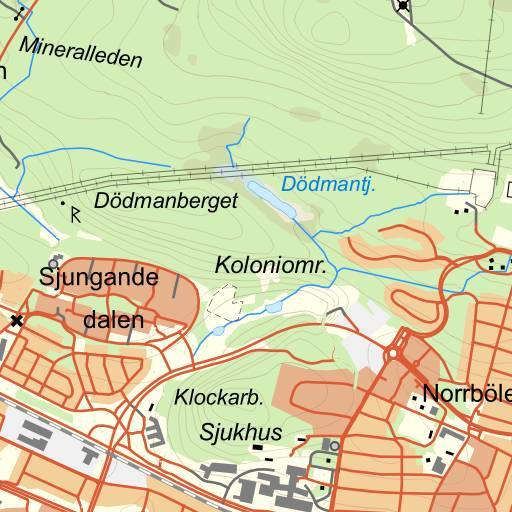 Mineralleden
n
Dödmantj.
Dödmanberget
R
Koloniomr.
Sjungande
dalen
Klockarb.
Norrböle
Sjukhus